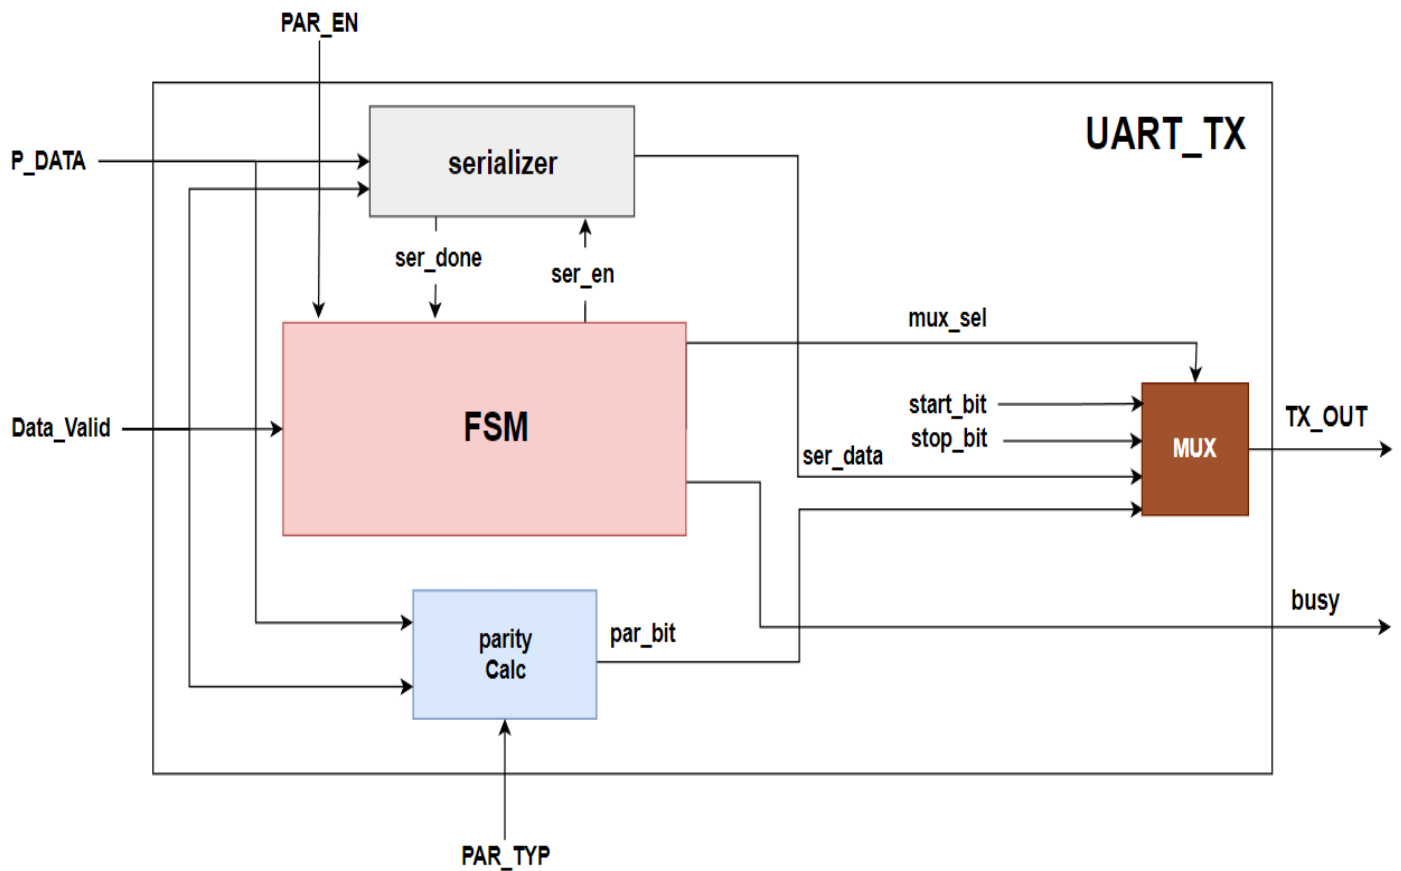 PAR_EN
UART_TX
P_DATA
serializer
ser_done
ser_en
mux_sel
start_bit
stop_bit
ser_data
Data_Valid
FSM
MUX
TX_OUT
busy
parity
Calc
par_bit
PAR_TYP